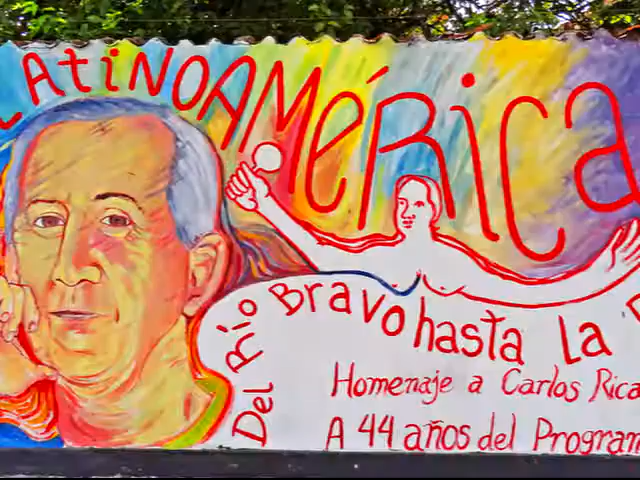 LAtiNOAMéRica
Del Río Bravo hasta La
Homenaje a Carlos Rica
A 44 años del Program